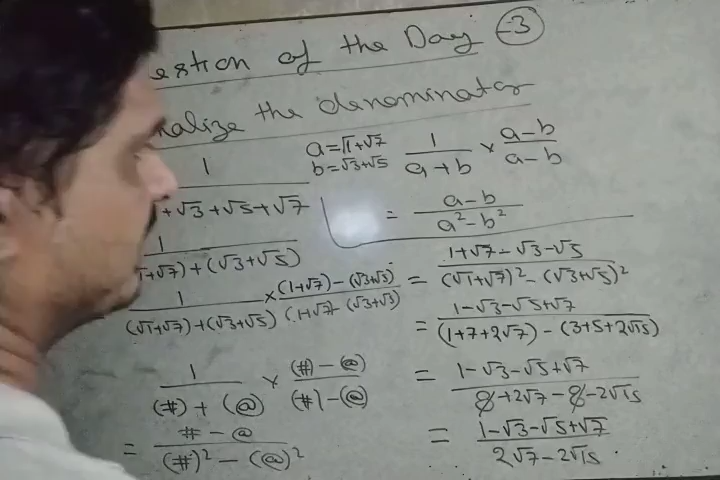 estion of the Day -3
nalize the denominator
1
+√3+√5+√7
1
1+√7)+(√3+√5)
1
(√1+√7)+(√3+√5) × (1+√7)-(√3+√5)
(1+√7-(√3+√3)
1 / (#)+(@) × (#)-(@) / (#)-(@)
= #-@ / (#)²-(@)²
a=√1+√7
b=√3+√5
1 / a+b × a-b / a-b
= a-b / a²-b²
= 1+√7-√3-√5 / (√1+√7)²-(√3+√5)²
= 1-√3-√5+√7 / (1+7+2√7)-(3+5+2√15)
= 1-√3-√5+√7 / 8+2√7-8-2√15
= 1-√3-√5+√7 / 2√7-2√15.